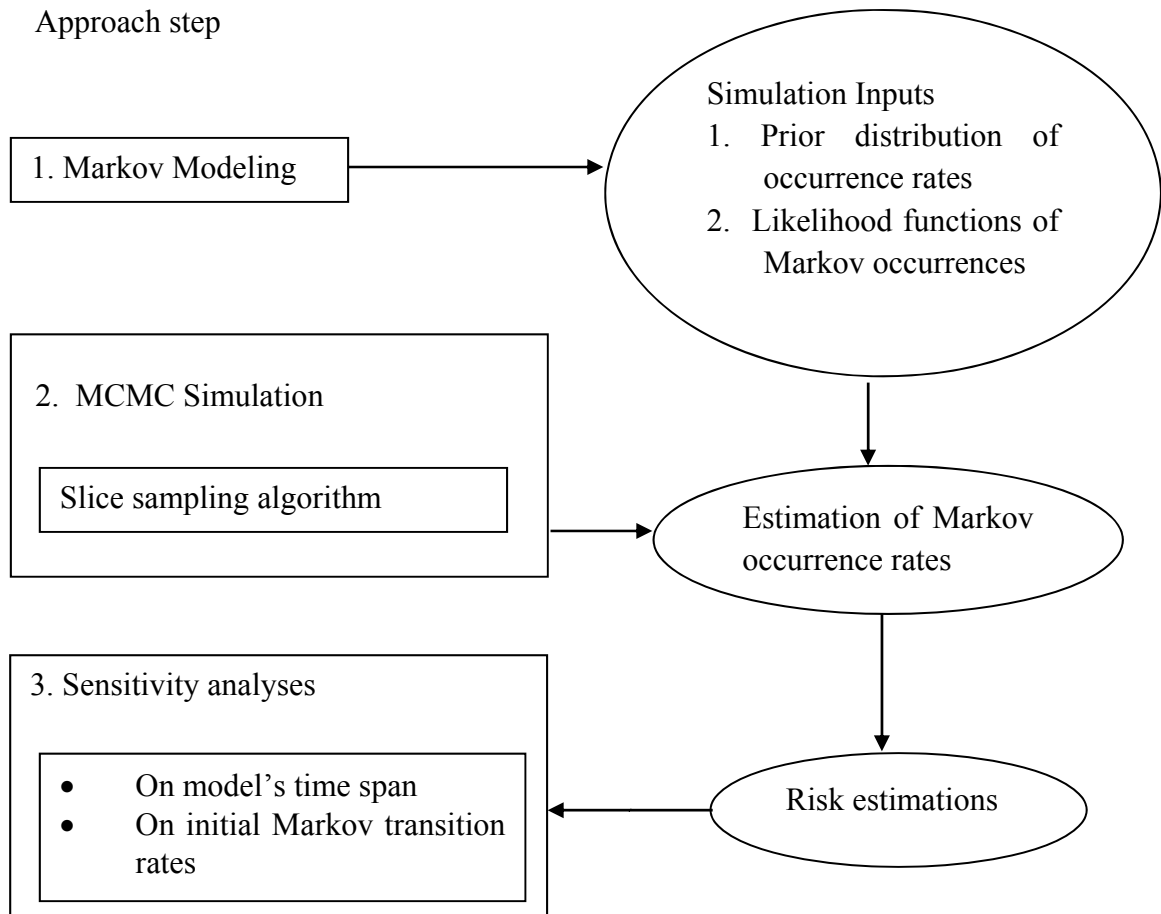 Approach step
Simulation Inputs
1. Prior distribution of
occurrence rates
2. Likelihood functions of
Markov occurrences
1. Markov Modeling
2. MCMC Simulation
Slice sampling algorithm
Estimation of Markov
occurrence rates
3. Sensitivity analyses
• On model’s time span
• On initial Markov transition
rates
Risk estimations